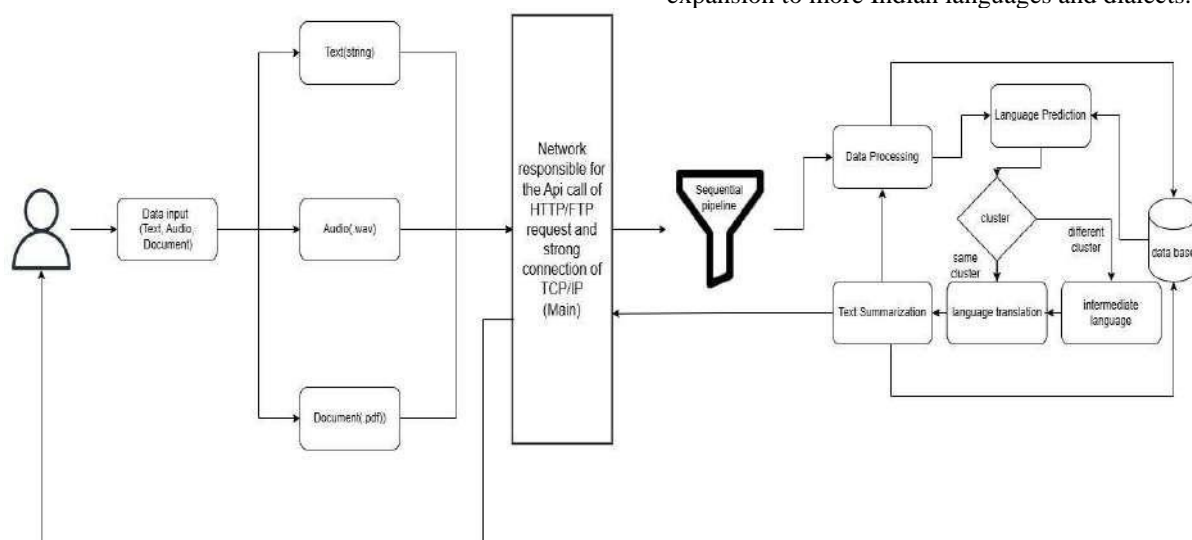 expansion to more Indian languages and dialects.
Text(string)
Data input
(Text, Audio,
Document)
Audio(.wav)
Document(.pdf))
Network
responsible for
the Api call of
HTTP/FTP
request and
strong
connection of
TCP/IP
(Main)
Sequential
pipeline
Data Processing
Language Prediction
cluster
different
cluster
same
cluster
data base
Text Summarization
language translation
intermediate
language